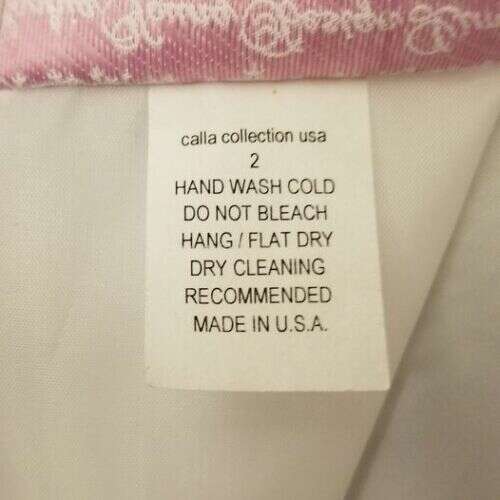 calla collection usa
2
HAND WASH COLD
DO NOT BLEACH
HANG / FLAT DRY
DRY CLEANING
RECOMMENDED
MADE IN U.S.A.